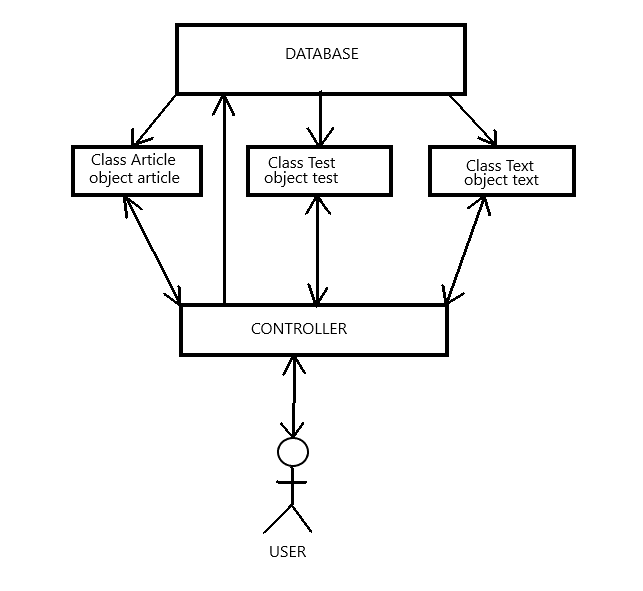 DATABASE
Class Article
object article
Class Test
object test
Class Text
object text
CONTROLLER
USER